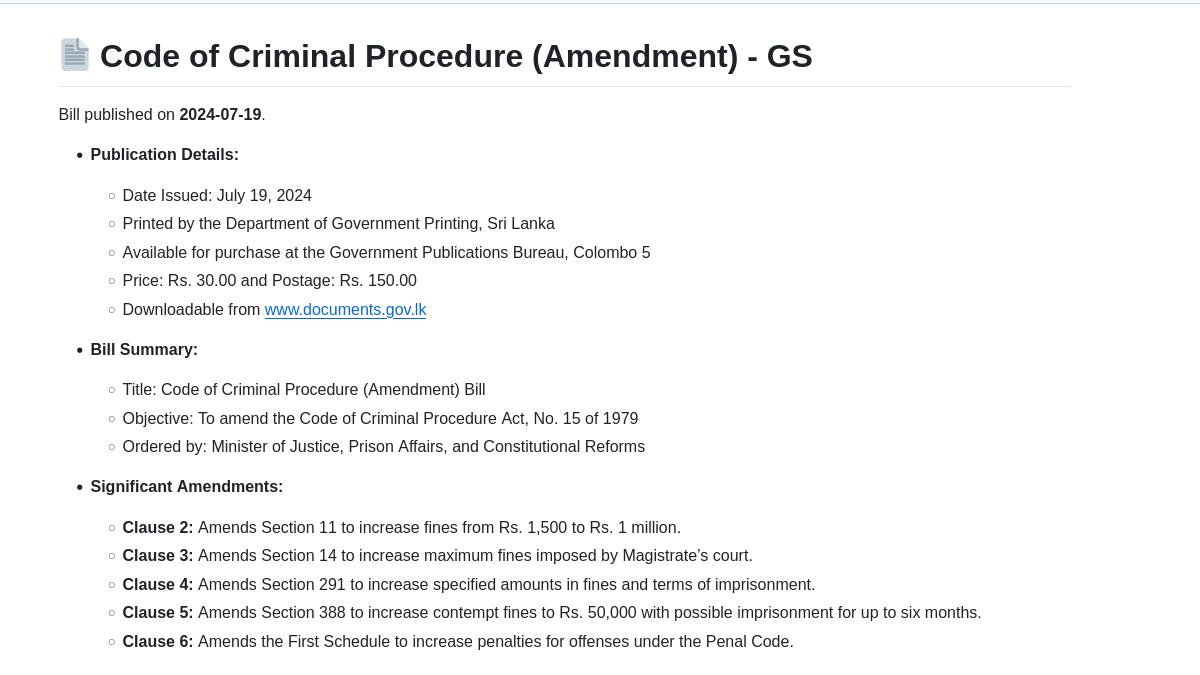 Code of Criminal Procedure (Amendment) - GS
Bill published on 2024-07-19.
Publication Details:
Date Issued: July 19, 2024
Printed by the Department of Government Printing, Sri Lanka
Available for purchase at the Government Publications Bureau, Colombo 5
Price: Rs. 30.00 and Postage: Rs. 150.00
Downloadable from www.documents.gov.lk
Bill Summary:
Title: Code of Criminal Procedure (Amendment) Bill
Objective: To amend the Code of Criminal Procedure Act, No. 15 of 1979
Ordered by: Minister of Justice, Prison Affairs, and Constitutional Reforms
Significant Amendments:
Clause 2: Amends Section 11 to increase fines from Rs. 1,500 to Rs. 1 million.
Clause 3: Amends Section 14 to increase maximum fines imposed by Magistrate’s court.
Clause 4: Amends Section 291 to increase specified amounts in fines and terms of imprisonment.
Clause 5: Amends Section 388 to increase contempt fines to Rs. 50,000 with possible imprisonment for up to six months.
Clause 6: Amends the First Schedule to increase penalties for offenses under the Penal Code.